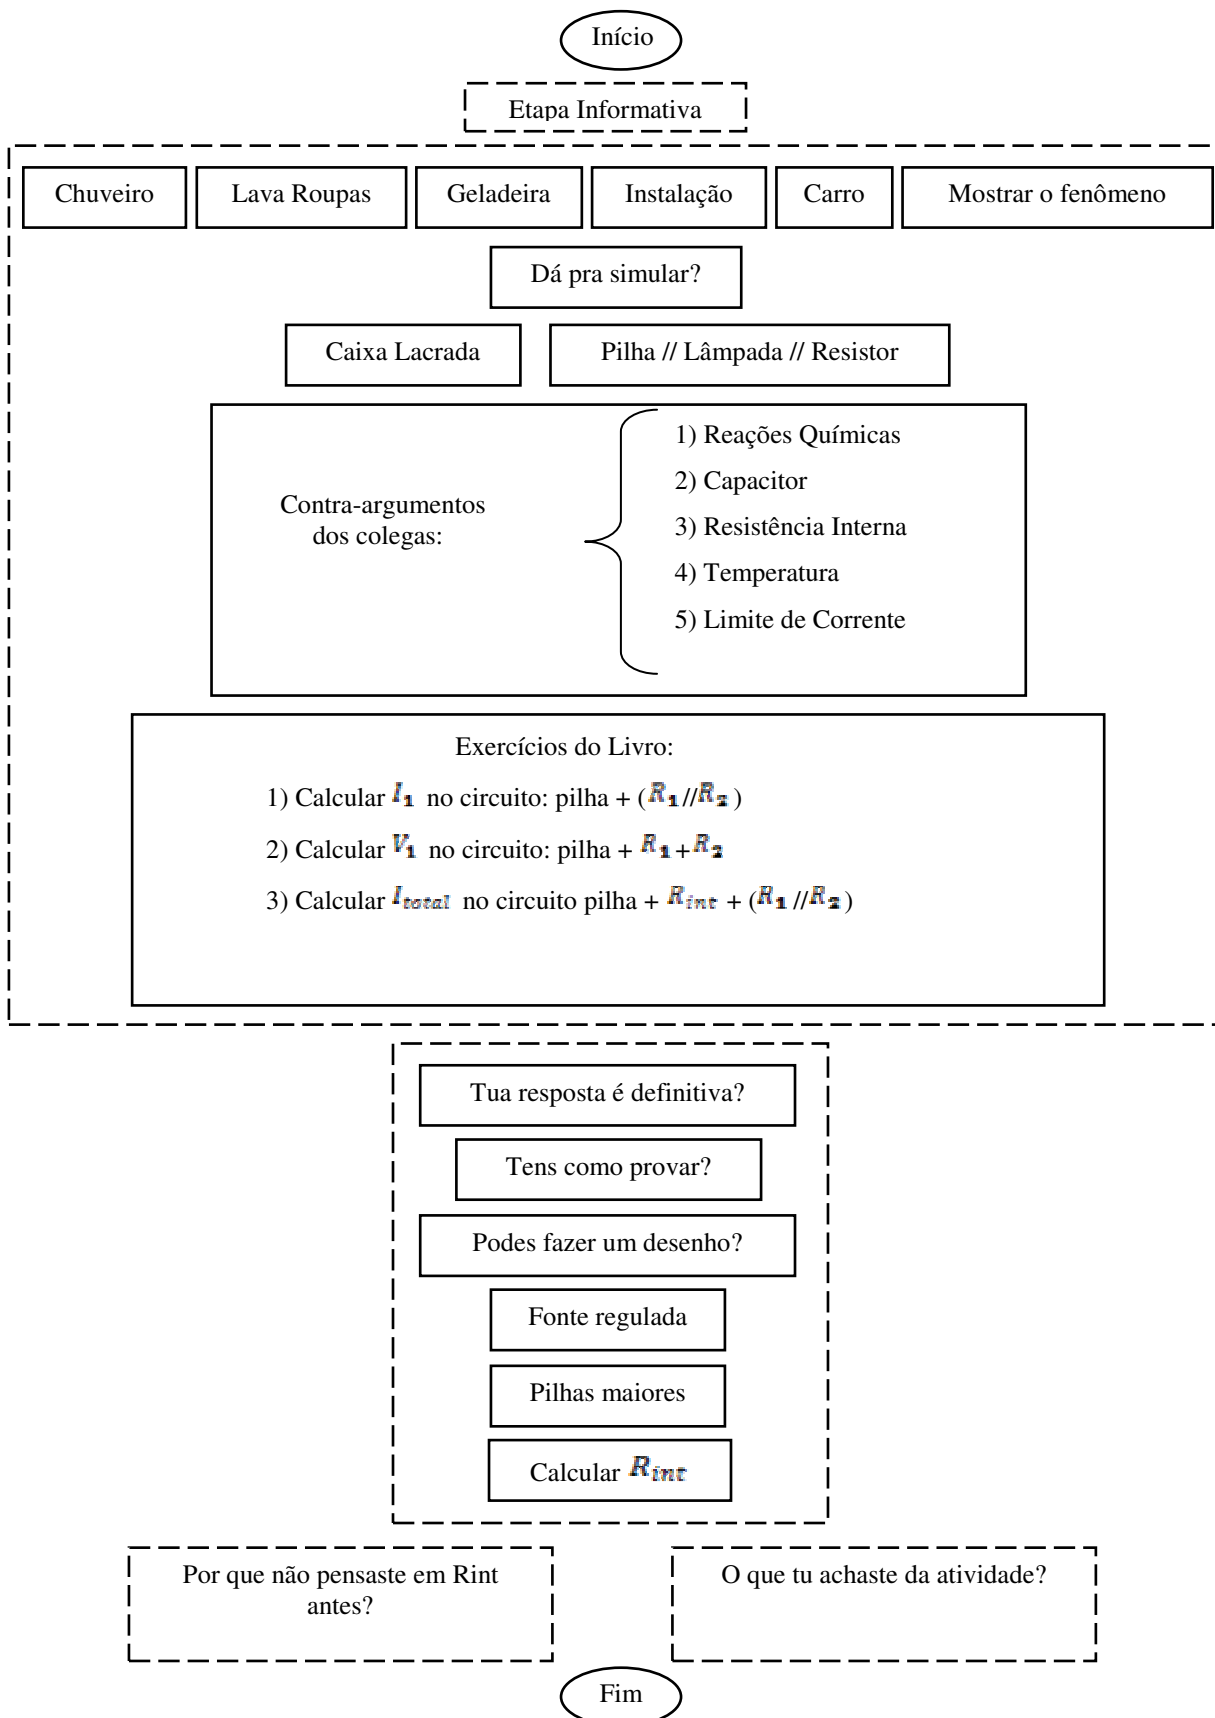 Início
Etapa Informativa
Chuveiro Lava Roupas Geladeira Instalação Carro Mostrar o fenômeno
Dá pra simular?
Caixa Lacrada Pilha // Lâmpada // Resistor
Contra-argumentos
dos colegas:
1) Reações Químicas
2) Capacitor
3) Resistência Interna
4) Temperatura
5) Limite de Corrente
Exercícios do Livro:
1) Calcular I₁ no circuito: pilha + (R₁//R₂)
2) Calcular V₁ no circuito: pilha + R₁+R₂
3) Calcular I_total no circuito pilha + R_int + (R₁//R₂)
Tua resposta é definitiva?
Tens como provar?
Podes fazer um desenho?
Fonte regulada
Pilhas maiores
Calcular R_int
Por que não pensaste em Rint
antes?
O que tu achaste da atividade?
Fim